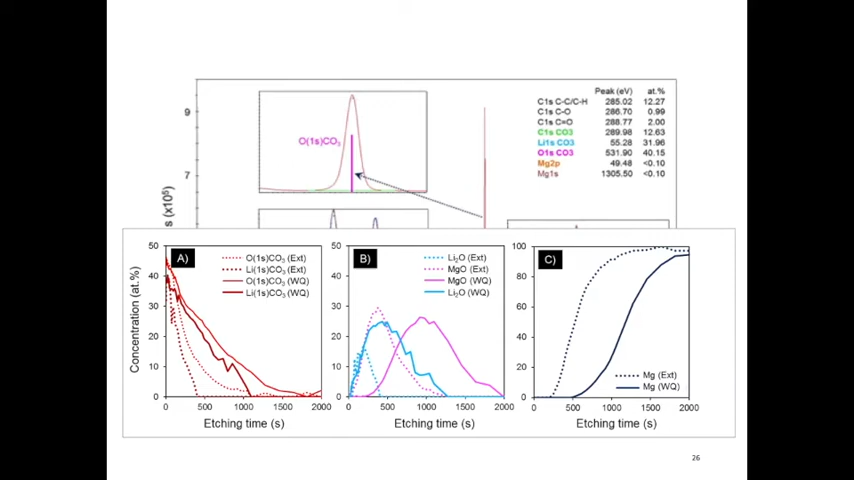 Peak (eV) at.%
C1s C-C/C-H 285.02 12.27
C1s C-O 286.70 0.99
C1s C=O 288.77 2.00
C1s CO3 289.98 12.63
Li1s CO3 55.28 31.96
O1s CO3 531.90 40.15
Mg2p 49.48 <0.10
Mg1s 1305.50 <0.10
9
7
s (x10⁵)
O(1s)CO₃
A)
O(1s)CO₃ (Ext)
Li(1s)CO₃ (Ext)
O(1s)CO₃ (WQ)
Li(1s)CO₃ (WQ)
Concentration (at.%)
50
40
30
20
10
0
0 500 1000 1500 2000
Etching time (s)
B)
Li₂O (Ext)
MgO (Ext)
MgO (WQ)
Li₂O (WQ)
50
40
30
20
10
0
0 500 1000 1500 2000
Etching time (s)
C)
Mg (Ext)
Mg (WQ)
100
80
60
40
20
0
0 500 1000 1500 2000
Etching time (s)
26